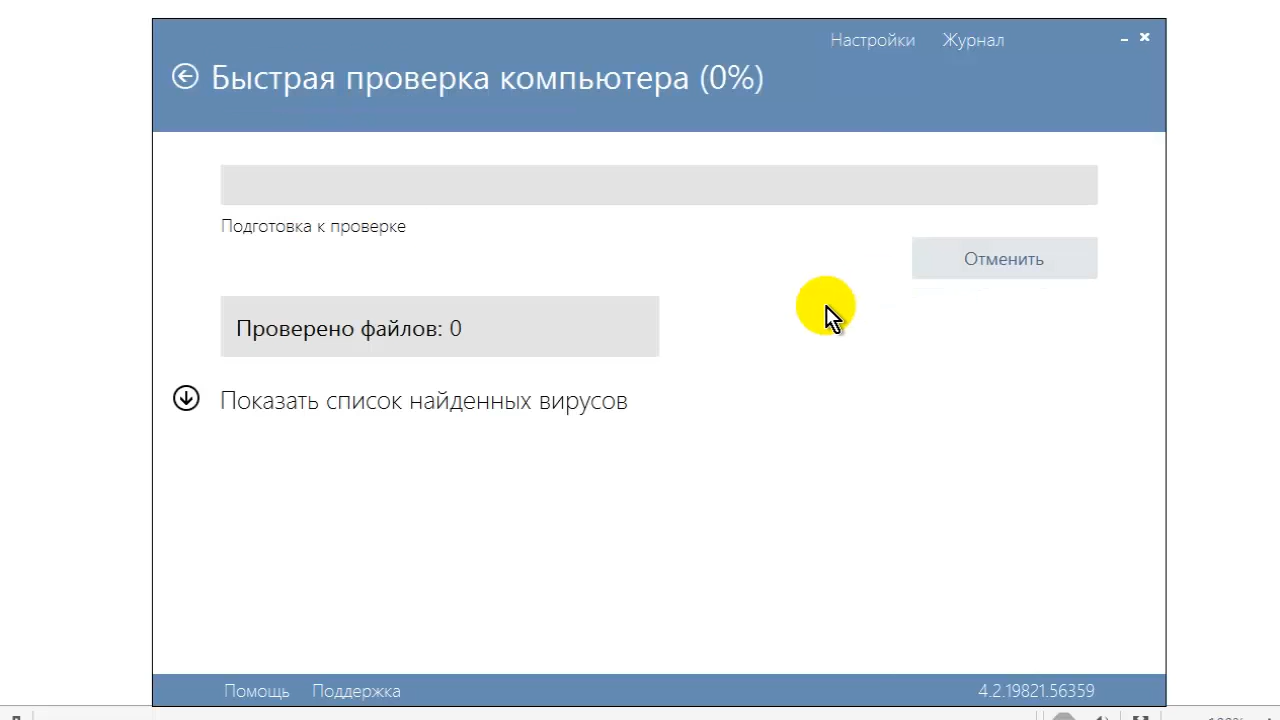 Настройки Журнал
Быстрая проверка компьютера (0%)
Подготовка к проверке
Отменить
Проверено файлов: 0
Показать список найденных вирусов
Помощь Поддержка 4.2.19821.56359